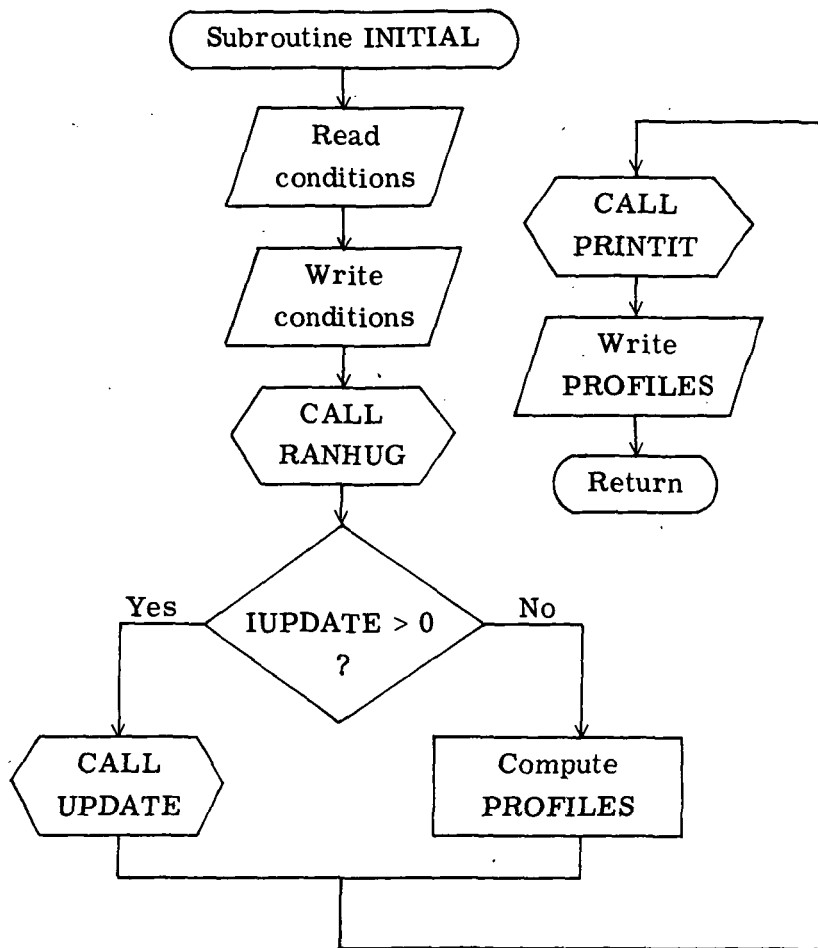 Subroutine INITIAL
Read
conditions
Write
conditions
CALL
RANHUG
IUPDATE > 0
?
Yes
No
CALL
UPDATE
Compute
PROFILES
CALL
PRINTIT
Write
PROFILES
Return